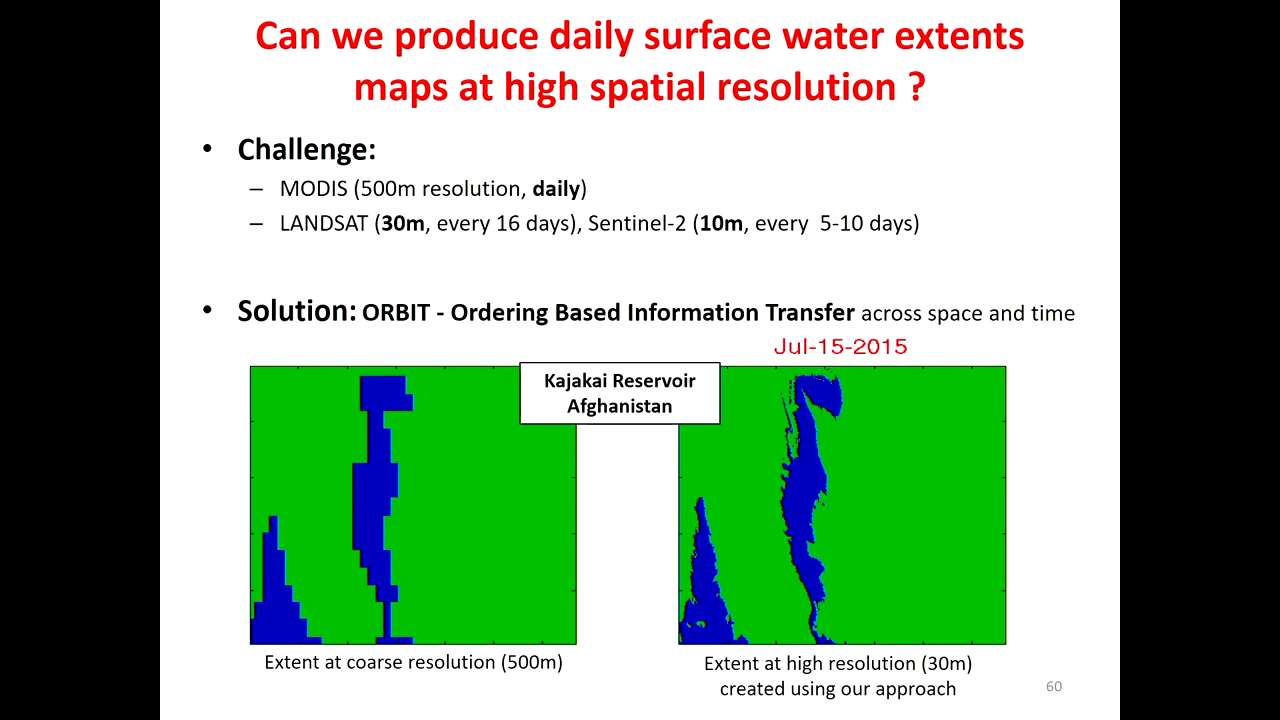 Can we produce daily surface water extents
maps at high spatial resolution ?
• Challenge:
– MODIS (500m resolution, daily)
– LANDSAT (30m, every 16 days), Sentinel-2 (10m, every 5-10 days)
• Solution: ORBIT - Ordering Based Information Transfer across space and time
Jul-15-2015
Kajakai Reservoir
Afghanistan
Extent at coarse resolution (500m)
Extent at high resolution (30m)
created using our approach
60